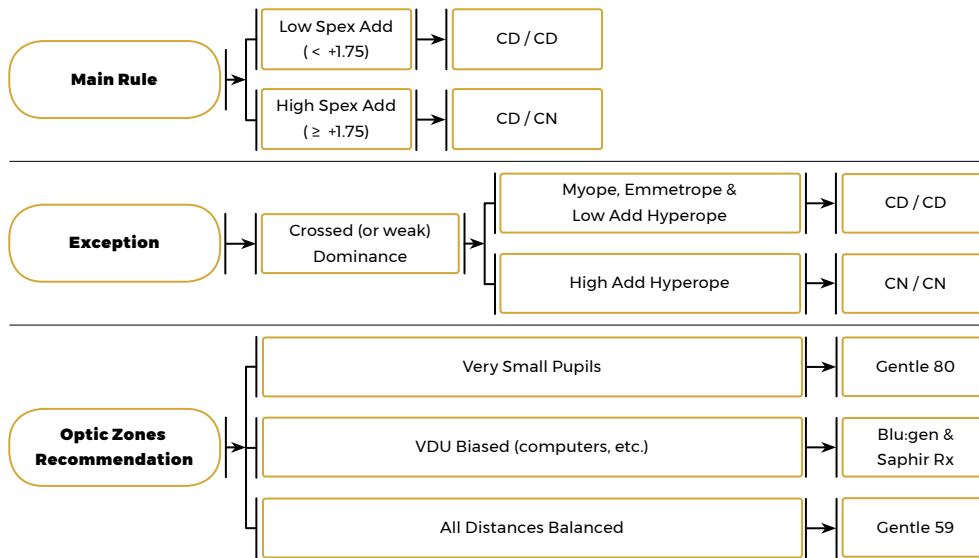 Main Rule
Low Spex Add
( < +1.75)
CD / CD
High Spex Add
( ≥ +1.75)
CD / CN
Exception
Crossed (or weak)
Dominance
Myope, Emmetrope &
Low Add Hyperope
CD / CD
High Add Hyperope
CN / CN
Optic Zones
Recommendation
Very Small Pupils
Gentle 80
VDU Biased (computers, etc.)
Blu:gen &
Saphir Rx
All Distances Balanced
Gentle 59